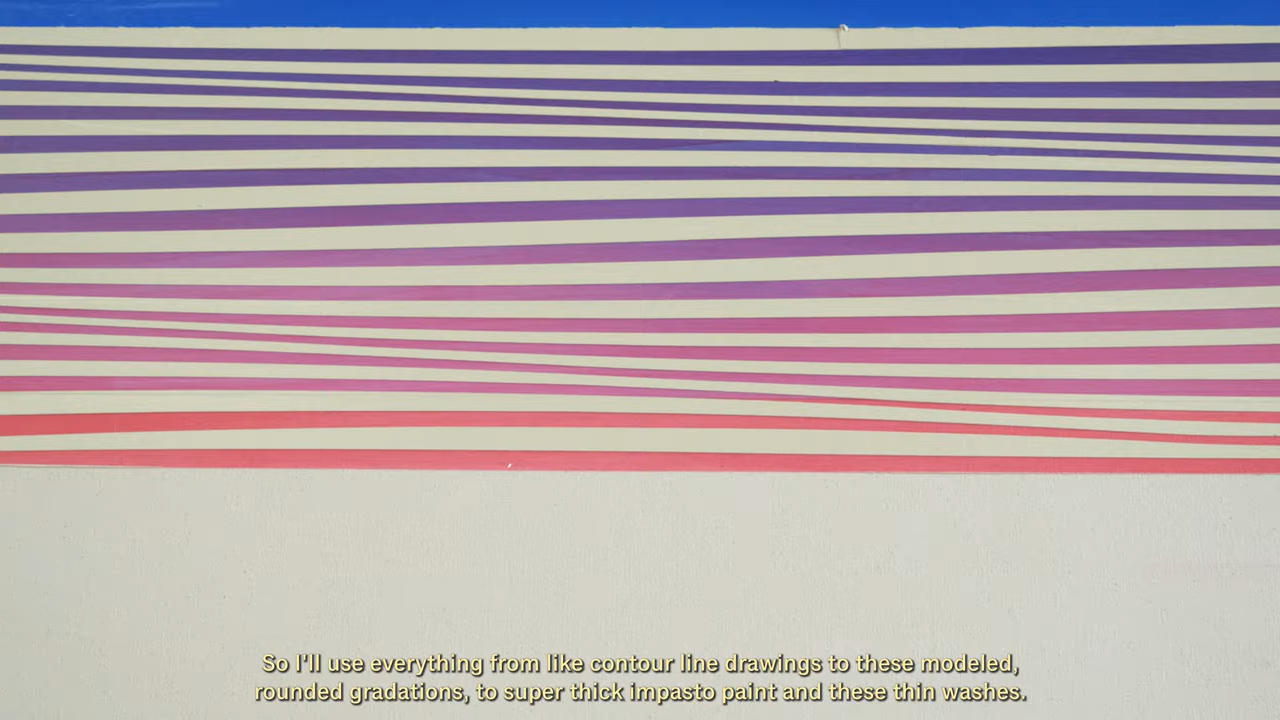 So I'll use everything from like contour line drawings to these modeled,
rounded gradations, to super thick impasto paint and these thin washes.